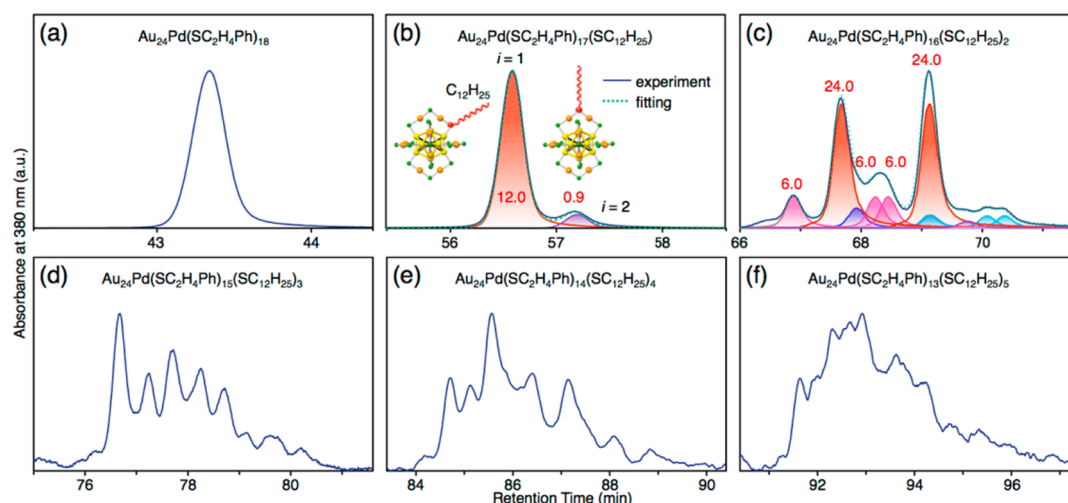 Absorbance at 380 nm (a.u.)
(a)
Au₂₄Pd(SC₂H₄Ph)₁₈
43
44
(b)
Au₂₄Pd(SC₂H₄Ph)₁₇(SC₁₂H₂₅)
i = 1
C₁₂H₂₅
experiment
fitting
12.0
0.9
i = 2
56
57
58
(c)
Au₂₄Pd(SC₂H₄Ph)₁₆(SC₁₂H₂₅)₂
24.0
24.0
6.0
6.0
6.0
66
68
70
(d)
Au₂₄Pd(SC₂H₄Ph)₁₅(SC₁₂H₂₅)₃
76
78
80
(e)
Au₂₄Pd(SC₂H₄Ph)₁₄(SC₁₂H₂₅)₄
84
86
88
90
(f)
Au₂₄Pd(SC₂H₄Ph)₁₃(SC₁₂H₂₅)₅
92
94
96
Retention Time (min)